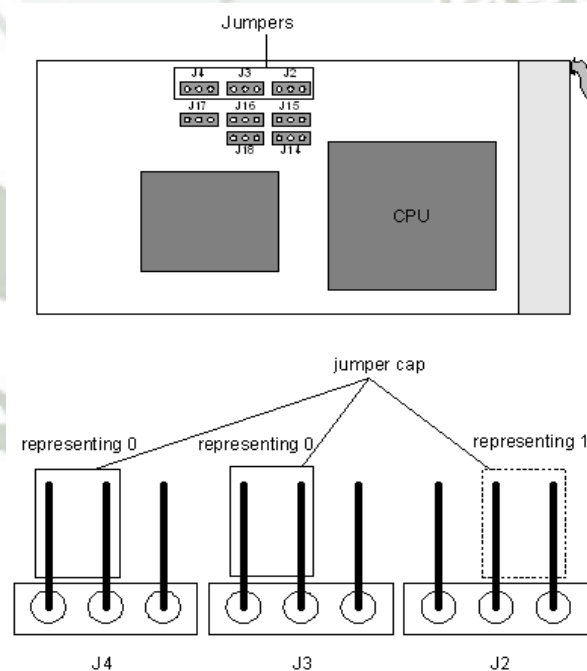 Jumpers
J4 J3 J2
J17 J16 J15
J18 J14
CPU
jumper cap
representing 0 representing 0 representing 1
J4 J3 J2